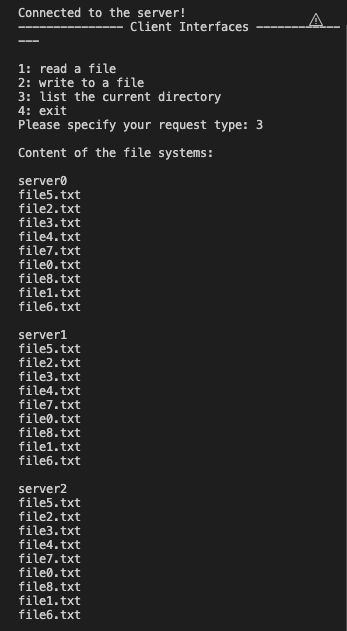 Connected to the server!
--------------- Client Interfaces ------------
---
1: read a file
2: write to a file
3: list the current directory
4: exit
Please specify your request type: 3
Content of the file systems:
server0
file5.txt
file2.txt
file3.txt
file4.txt
file7.txt
file0.txt
file8.txt
file1.txt
file6.txt
server1
file5.txt
file2.txt
file3.txt
file4.txt
file7.txt
file0.txt
file8.txt
file1.txt
file6.txt
server2
file5.txt
file2.txt
file3.txt
file4.txt
file7.txt
file0.txt
file8.txt
file1.txt
file6.txt